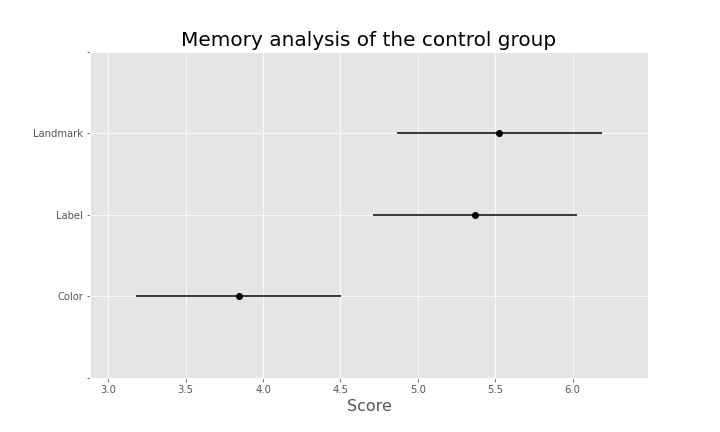 Memory analysis of the control group
Landmark
Label
Color
3.0 3.5 4.0 4.5 5.0 5.5 6.0
Score